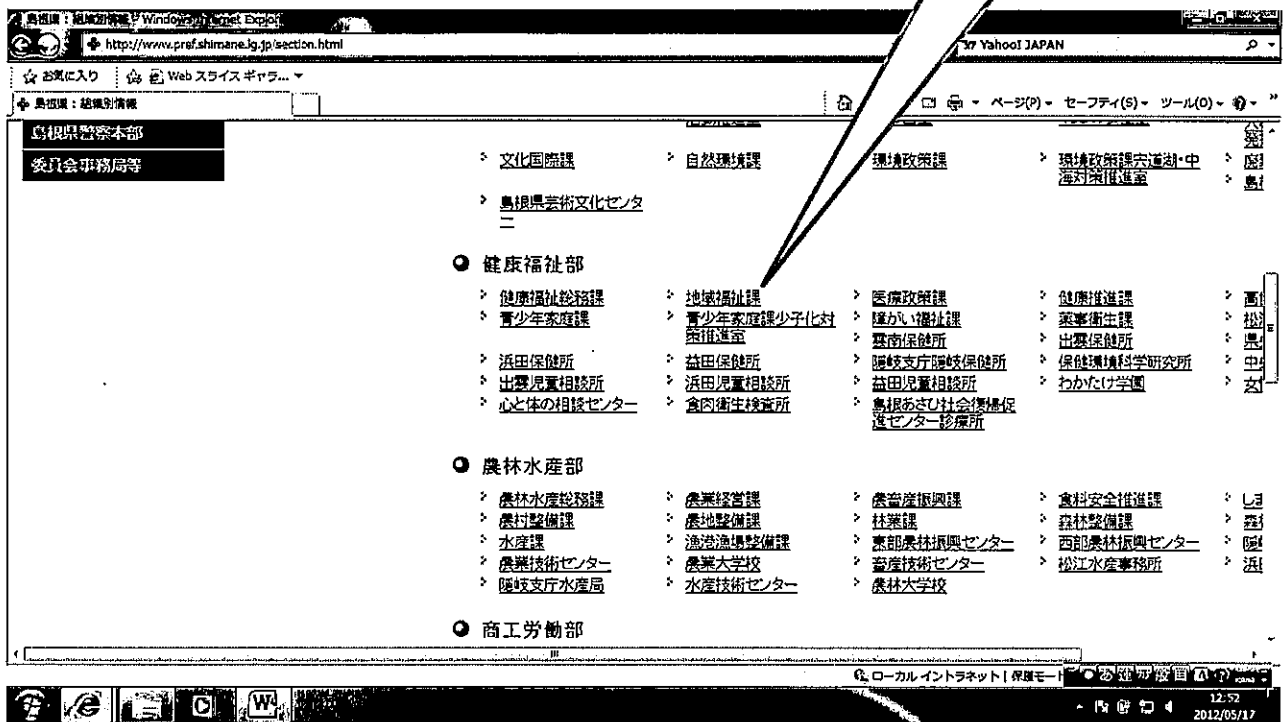 島根県：組織別情報 - Windows Internet Explorer
http://www.pref.shimane.lg.jp/section.html
Yahoo! JAPAN
お気に入り Web スライス ギャラ...
島根県：組織別情報
ページ(P) セーフティ(S) ツール(O)
島根県警察本部
委員会事務局等
文化国際課 自然環境課 環境政策課 環境政策課宍道湖・中
海対策推進室
島根県芸術文化センタ
ー
健康福祉部
健康福祉総務課 地域福祉課 医療政策課 健康推進課
青少年家庭課 青少年家庭課少子化対 障がい福祉課 薬事衛生課
策推進室 雲南保健所 出雲保健所
浜田保健所 益田保健所 隠岐支庁隠岐保健所 保健環境科学研究所
出雲児童相談所 浜田児童相談所 益田児童相談所 わかたけ学園
心と体の相談センター 食肉衛生検査所 島根あさひ社会復帰促
進センター診療所
農林水産部
農林水産総務課 農業経営課 農畜産振興課 食料安全推進課
農村整備課 農地整備課 林業課 森林整備課
水産課 漁港漁場整備課 東部農林振興センター 西部農林振興センター
農業技術センター 農業大学校 畜産技術センター 松江水産事務所
隠岐支庁水産局 水産技術センター 農林大学校
商工労働部
ローカル イントラネット | 保護モード
12:52
2012/05/17